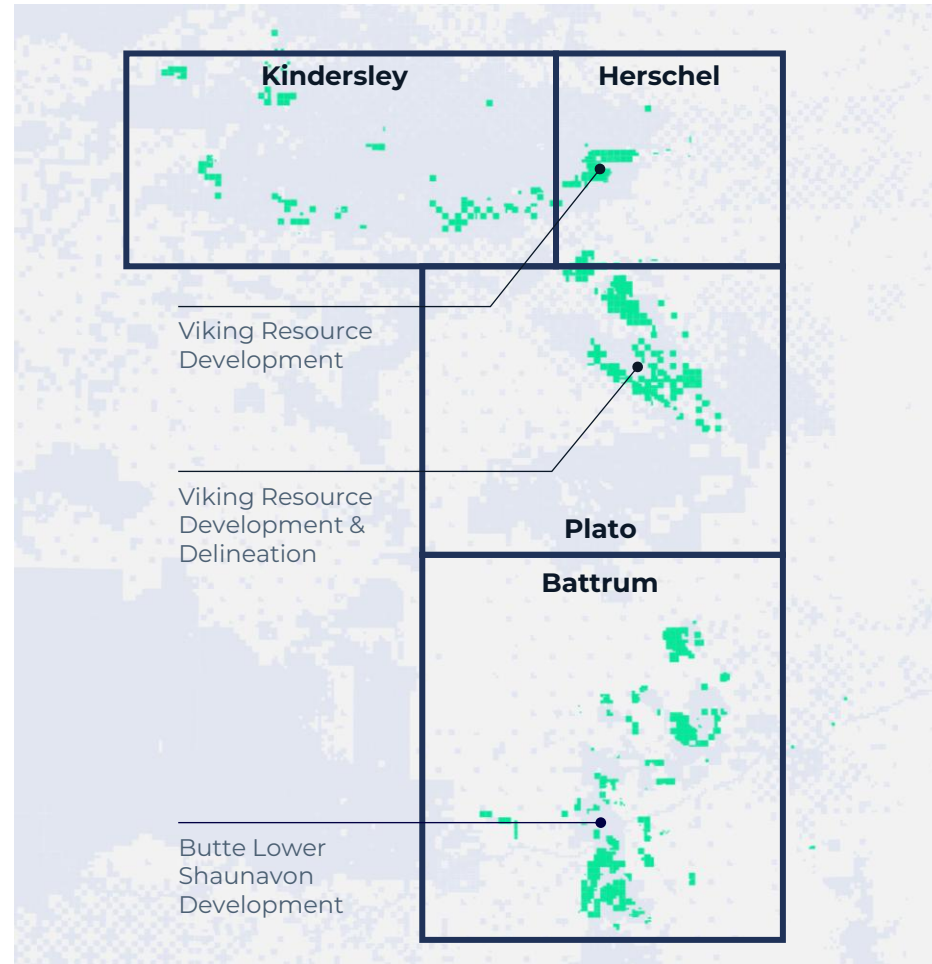 Kindersley
Herschel
Viking Resource
Development
Viking Resource
Development &
Delineation
Plato
Battrum
Butte Lower
Shaunavon
Development